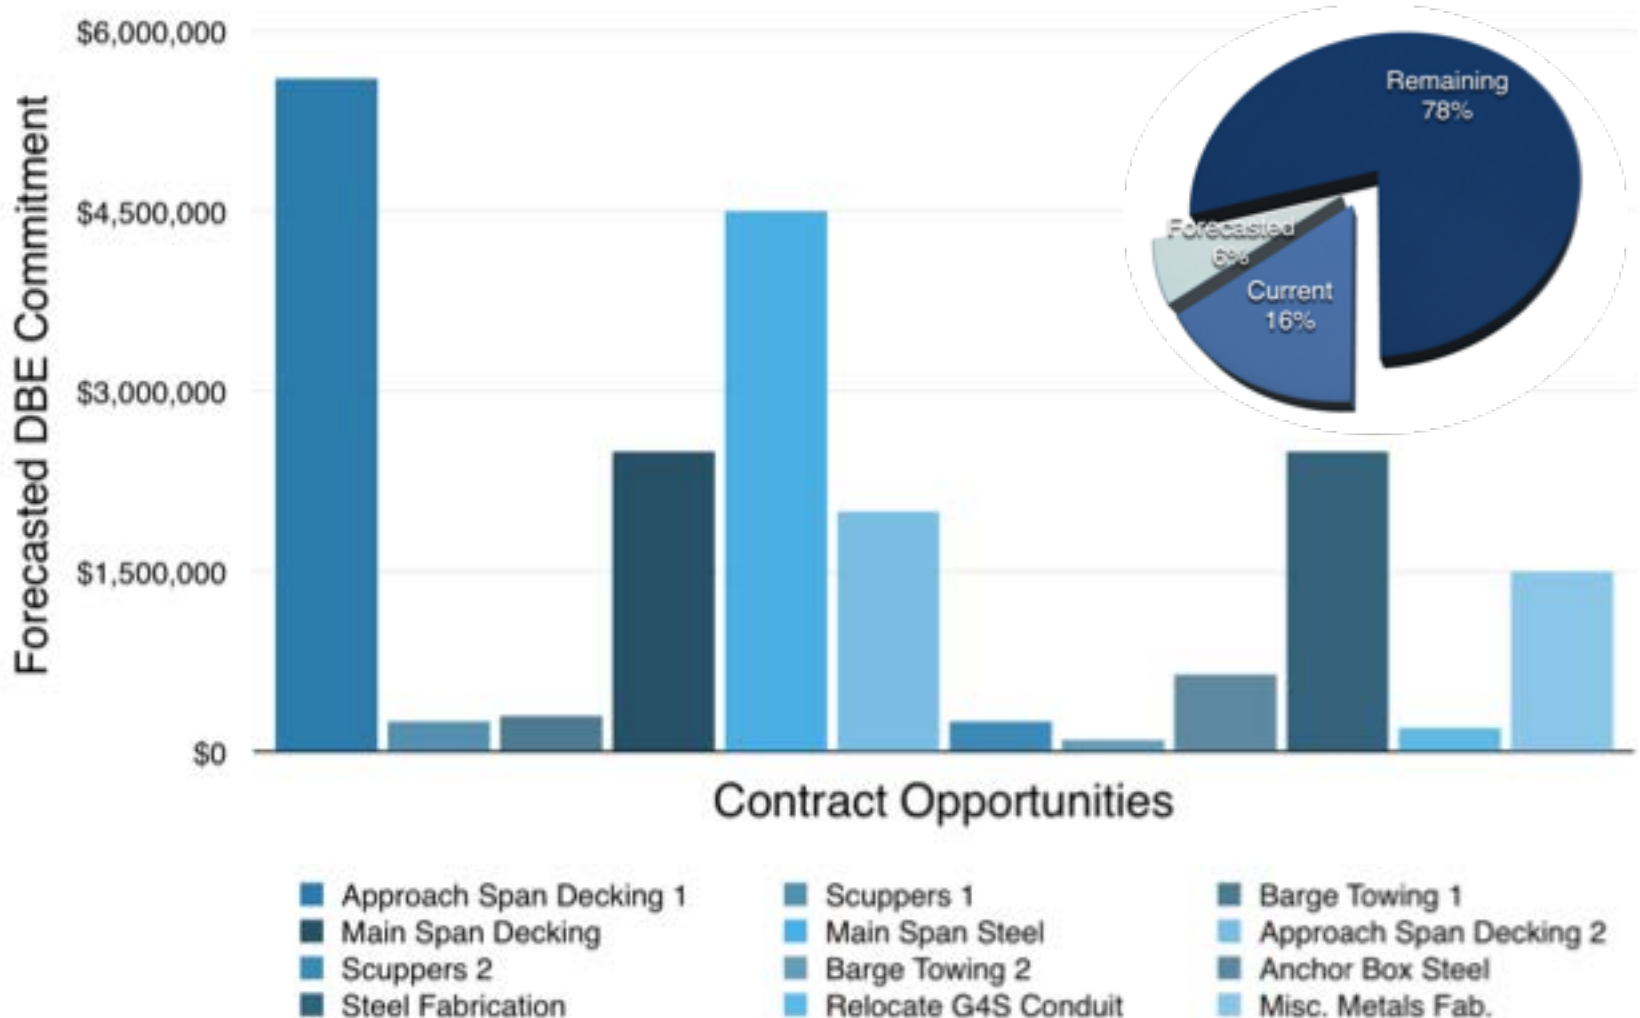 $6,000,000
$4,500,000
$3,000,000
$1,500,000
$0
Forecasted DBE Commitment
Remaining
78%
Forecasted
6%
Current
16%
Contract Opportunities
Approach Span Decking 1
Scuppers 1
Barge Towing 1
Main Span Decking
Main Span Steel
Approach Span Decking 2
Scuppers 2
Barge Towing 2
Anchor Box Steel
Steel Fabrication
Relocate G4S Conduit
Misc. Metals Fab.